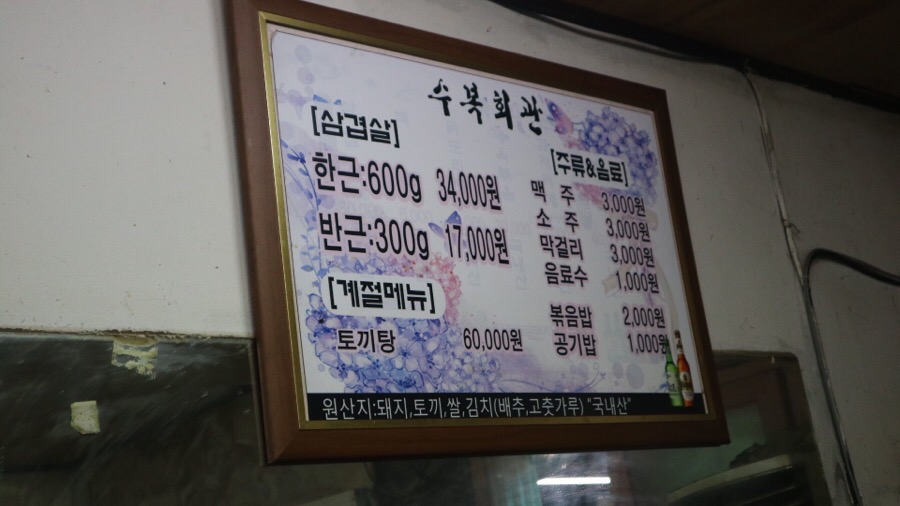 수복회관
[삼겹살]
한근:600g 34,000원
반근:300g 17,000원
[계절메뉴]
토끼탕 60,000원
[주류&음료]
맥 주 3,000원
소 주 3,000원
막걸리 3,000원
음료수 1,000원
볶음밥 2,000원
공기밥 1,000원
원산지:돼지,토끼,쌀,김치(배추,고춧가루) "국내산"